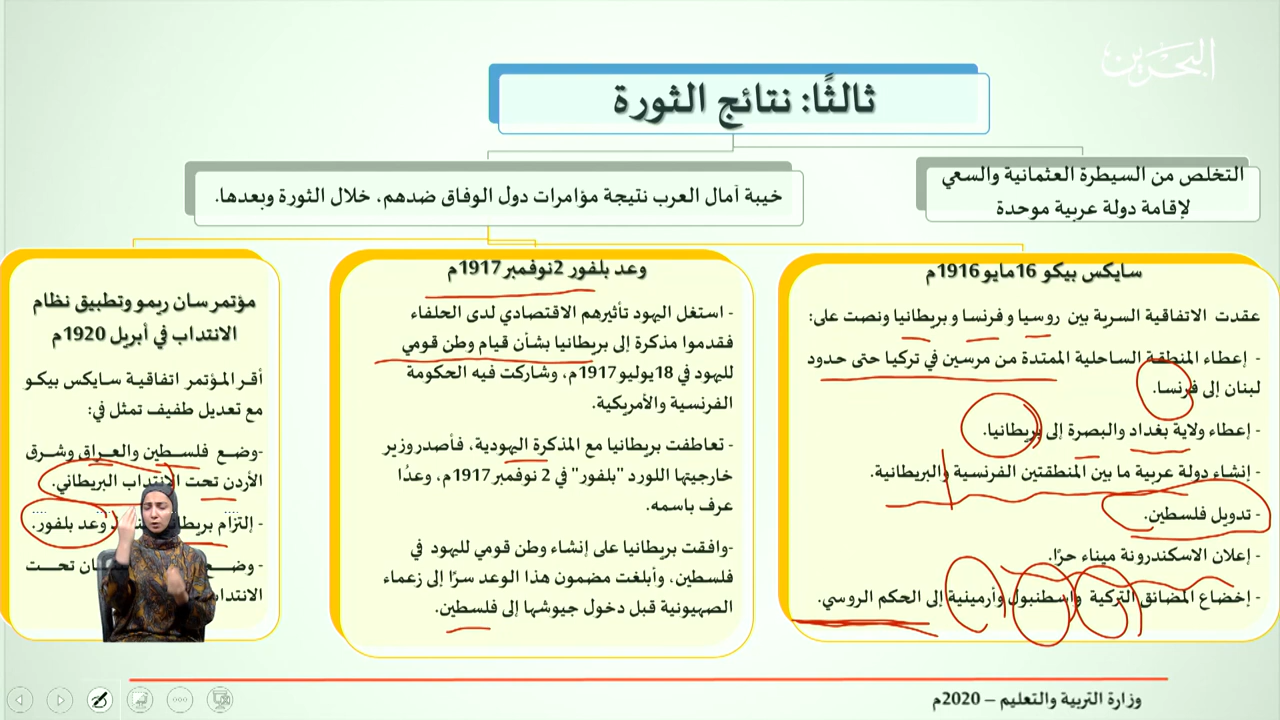 البحرين
ثالثًا: نتائج الثورة
التخلص من السيطرة العثمانية والسعي
لإقامة دولة عربية موحدة
خيبة آمال العرب نتيجة مؤامرات دول الوفاق ضدهم، خلال الثورة وبعدها.
سايكس بيكو 16مايو1916م
عقدت الاتفاقية السرية بين روسيا و فرنسا و بريطانيا ونصت على:
- إعطاء المنطقة الساحلية الممتدة من مرسين في تركيا حتى حدود
لبنان إلى فرنسا.
- إعطاء ولاية بغداد والبصرة إلى بريطانيا.
- إنشاء دولة عربية ما بين المنطقتين الفرنسية والبريطانية.
- تدويل فلسطين.
- إعلان الاسكندرونة ميناء حرًا.
- إخضاع المضائق التركية واسطنبول وأرمينية إلى الحكم الروسي.
وعد بلفور 2نوفمبر1917م
- استغل اليهود تأثيرهم الاقتصادي لدى الحلفاء
فقدموا مذكرة إلى بريطانيا بشأن قيام وطن قومي
لليهود في 18يوليو1917م، وشاركت فيه الحكومة
الفرنسية والأمريكية.
- تعاطفت بريطانيا مع المذكرة اليهودية، فأصدر وزير
خارجيتها اللورد "بلفور" في 2 نوفمبر1917م، وعدًا
عرف باسمه.
-وافقت بريطانيا على إنشاء وطن قومي لليهود في
فلسطين، وأبلغت مضمون هذا الوعد سرًا إلى زعماء
الصهيونية قبل دخول جيوشها إلى فلسطين.
مؤتمر سان ريمو وتطبيق نظام
الانتداب في أبريل 1920م
أقر المؤتمر اتفاقية سايكس بيكو
مع تعديل طفيف تمثل في:
-وضع فلسطين والعراق وشرق
الأردن تحت الانتداب البريطاني.
- إلتزام وعد بلفور.
- تحت
وزارة التربية والتعليم – 2020م